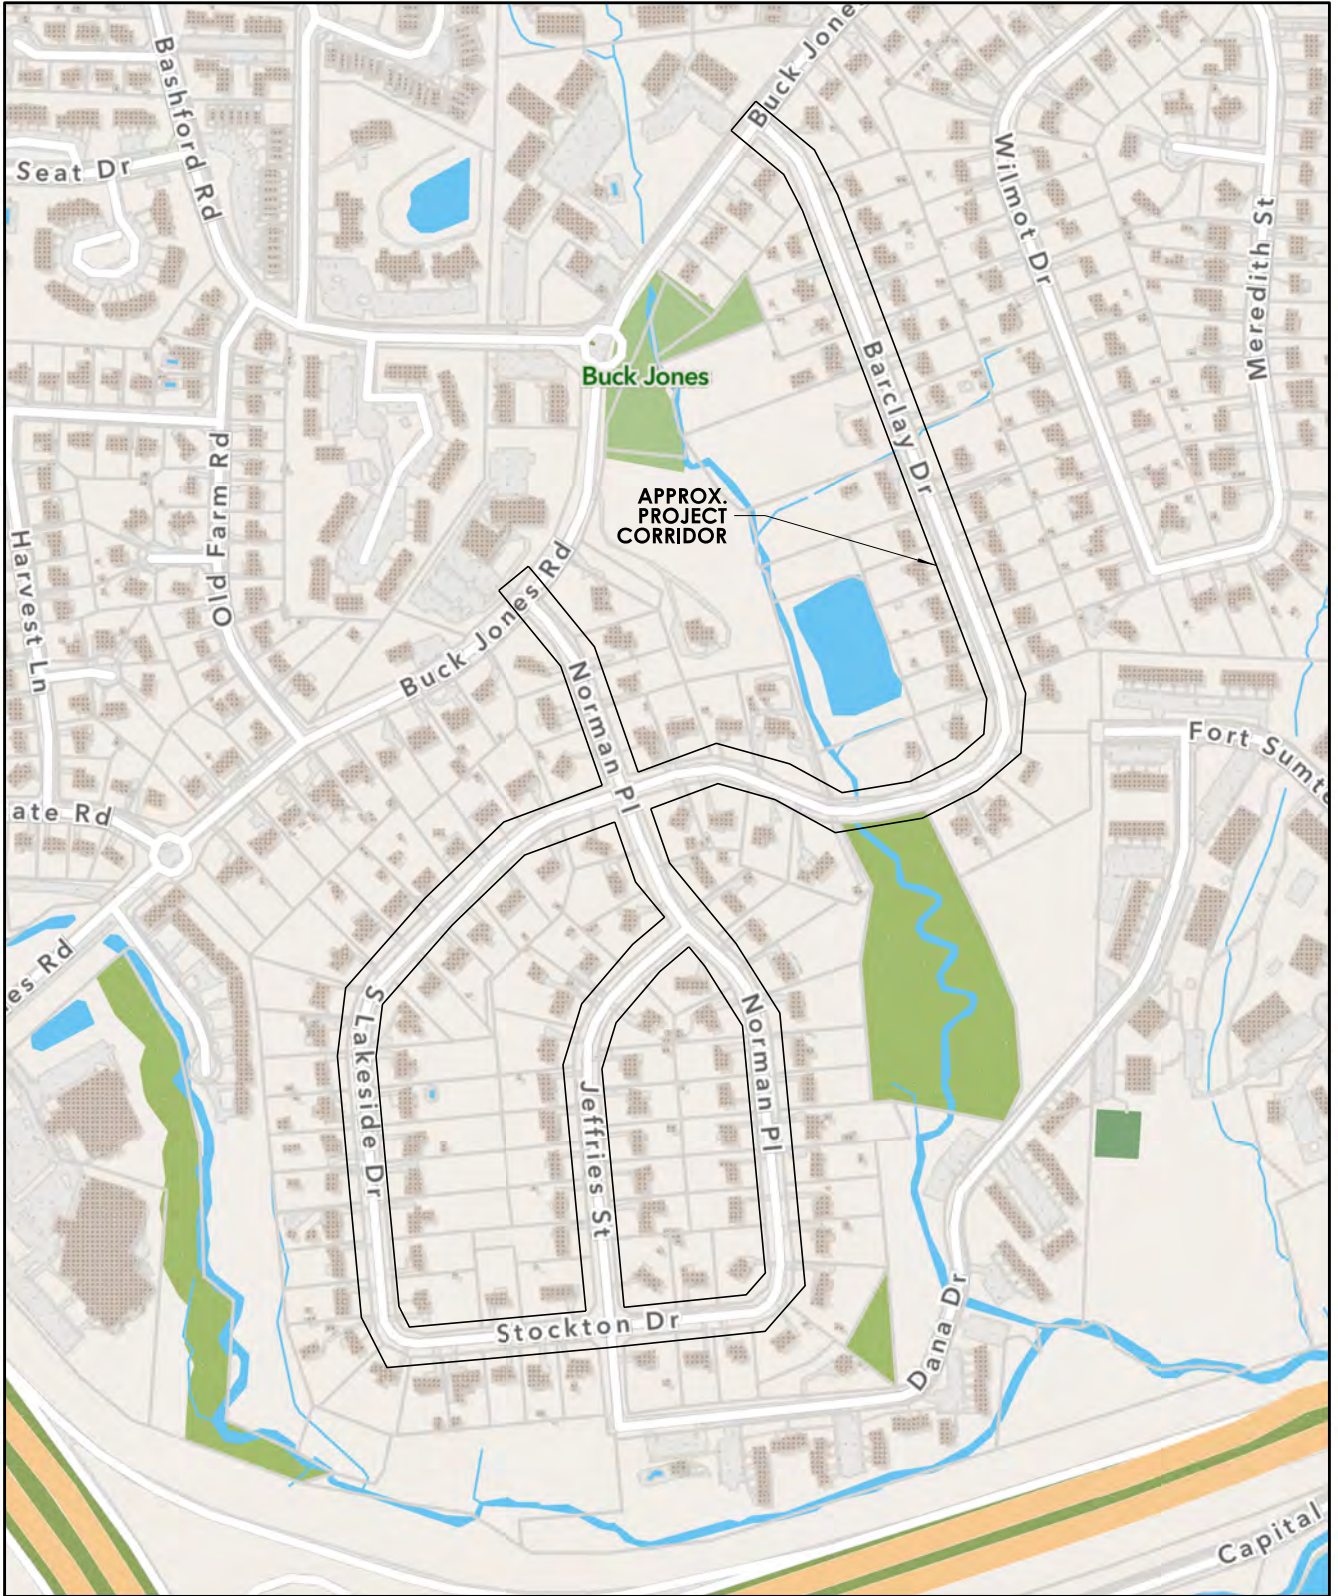 Buck Jone
Bashford Rd
Seat Dr
Wilmot Dr
Meredith St
Buck Jones
Barclay Dr
Old Farm Rd
APPROX.
PROJECT
CORRIDOR
Harvest Ln
Buck Jones Rd
Norman Pl
Fort Sumte
ate Rd
es Rd
S Lakeside Dr
Norman Pl
Jeffries St
Stockton Dr
Dana Dr
Capital